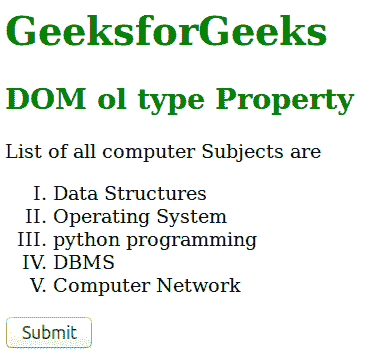 GeeksforGeeks
DOM ol type Property
List of all computer Subjects are
I. Data Structures
II. Operating System
III. python programming
IV. DBMS
V. Computer Network
Submit